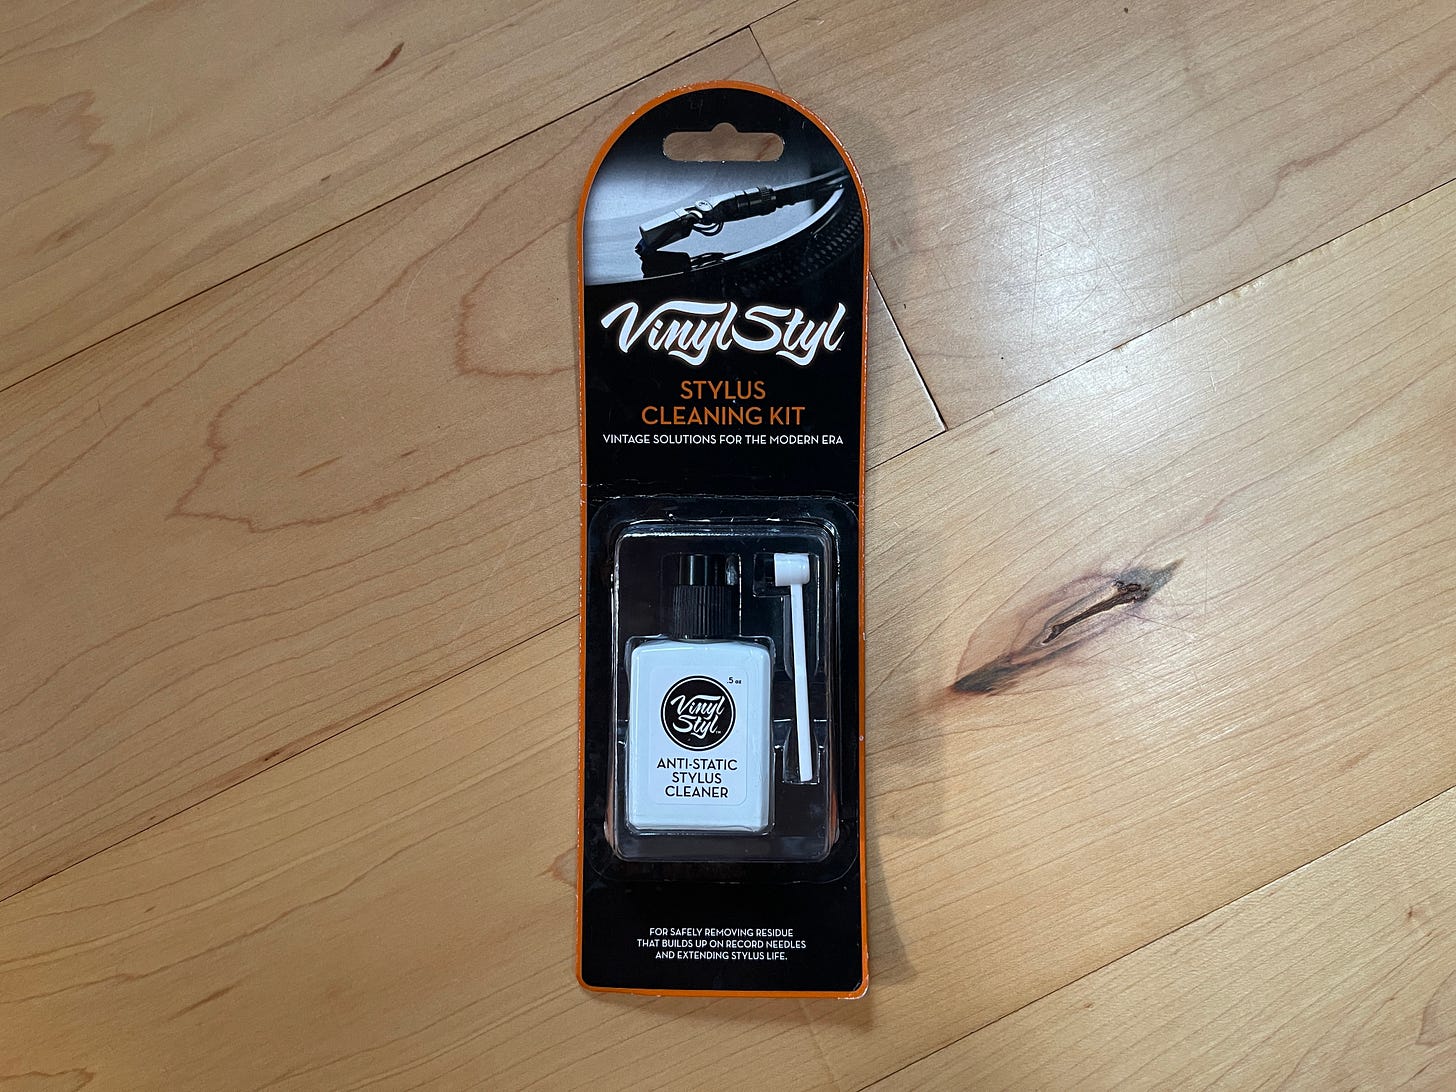 VinylStyl
STYLUS
CLEANING KIT
VINTAGE SOLUTIONS FOR THE MODERN ERA
.5 oz
Vinyl
Styl™
ANTI-STATIC
STYLUS
CLEANER
FOR SAFELY REMOVING RESIDUE
THAT BUILDS UP ON RECORD NEEDLES
AND EXTENDING STYLUS LIFE.